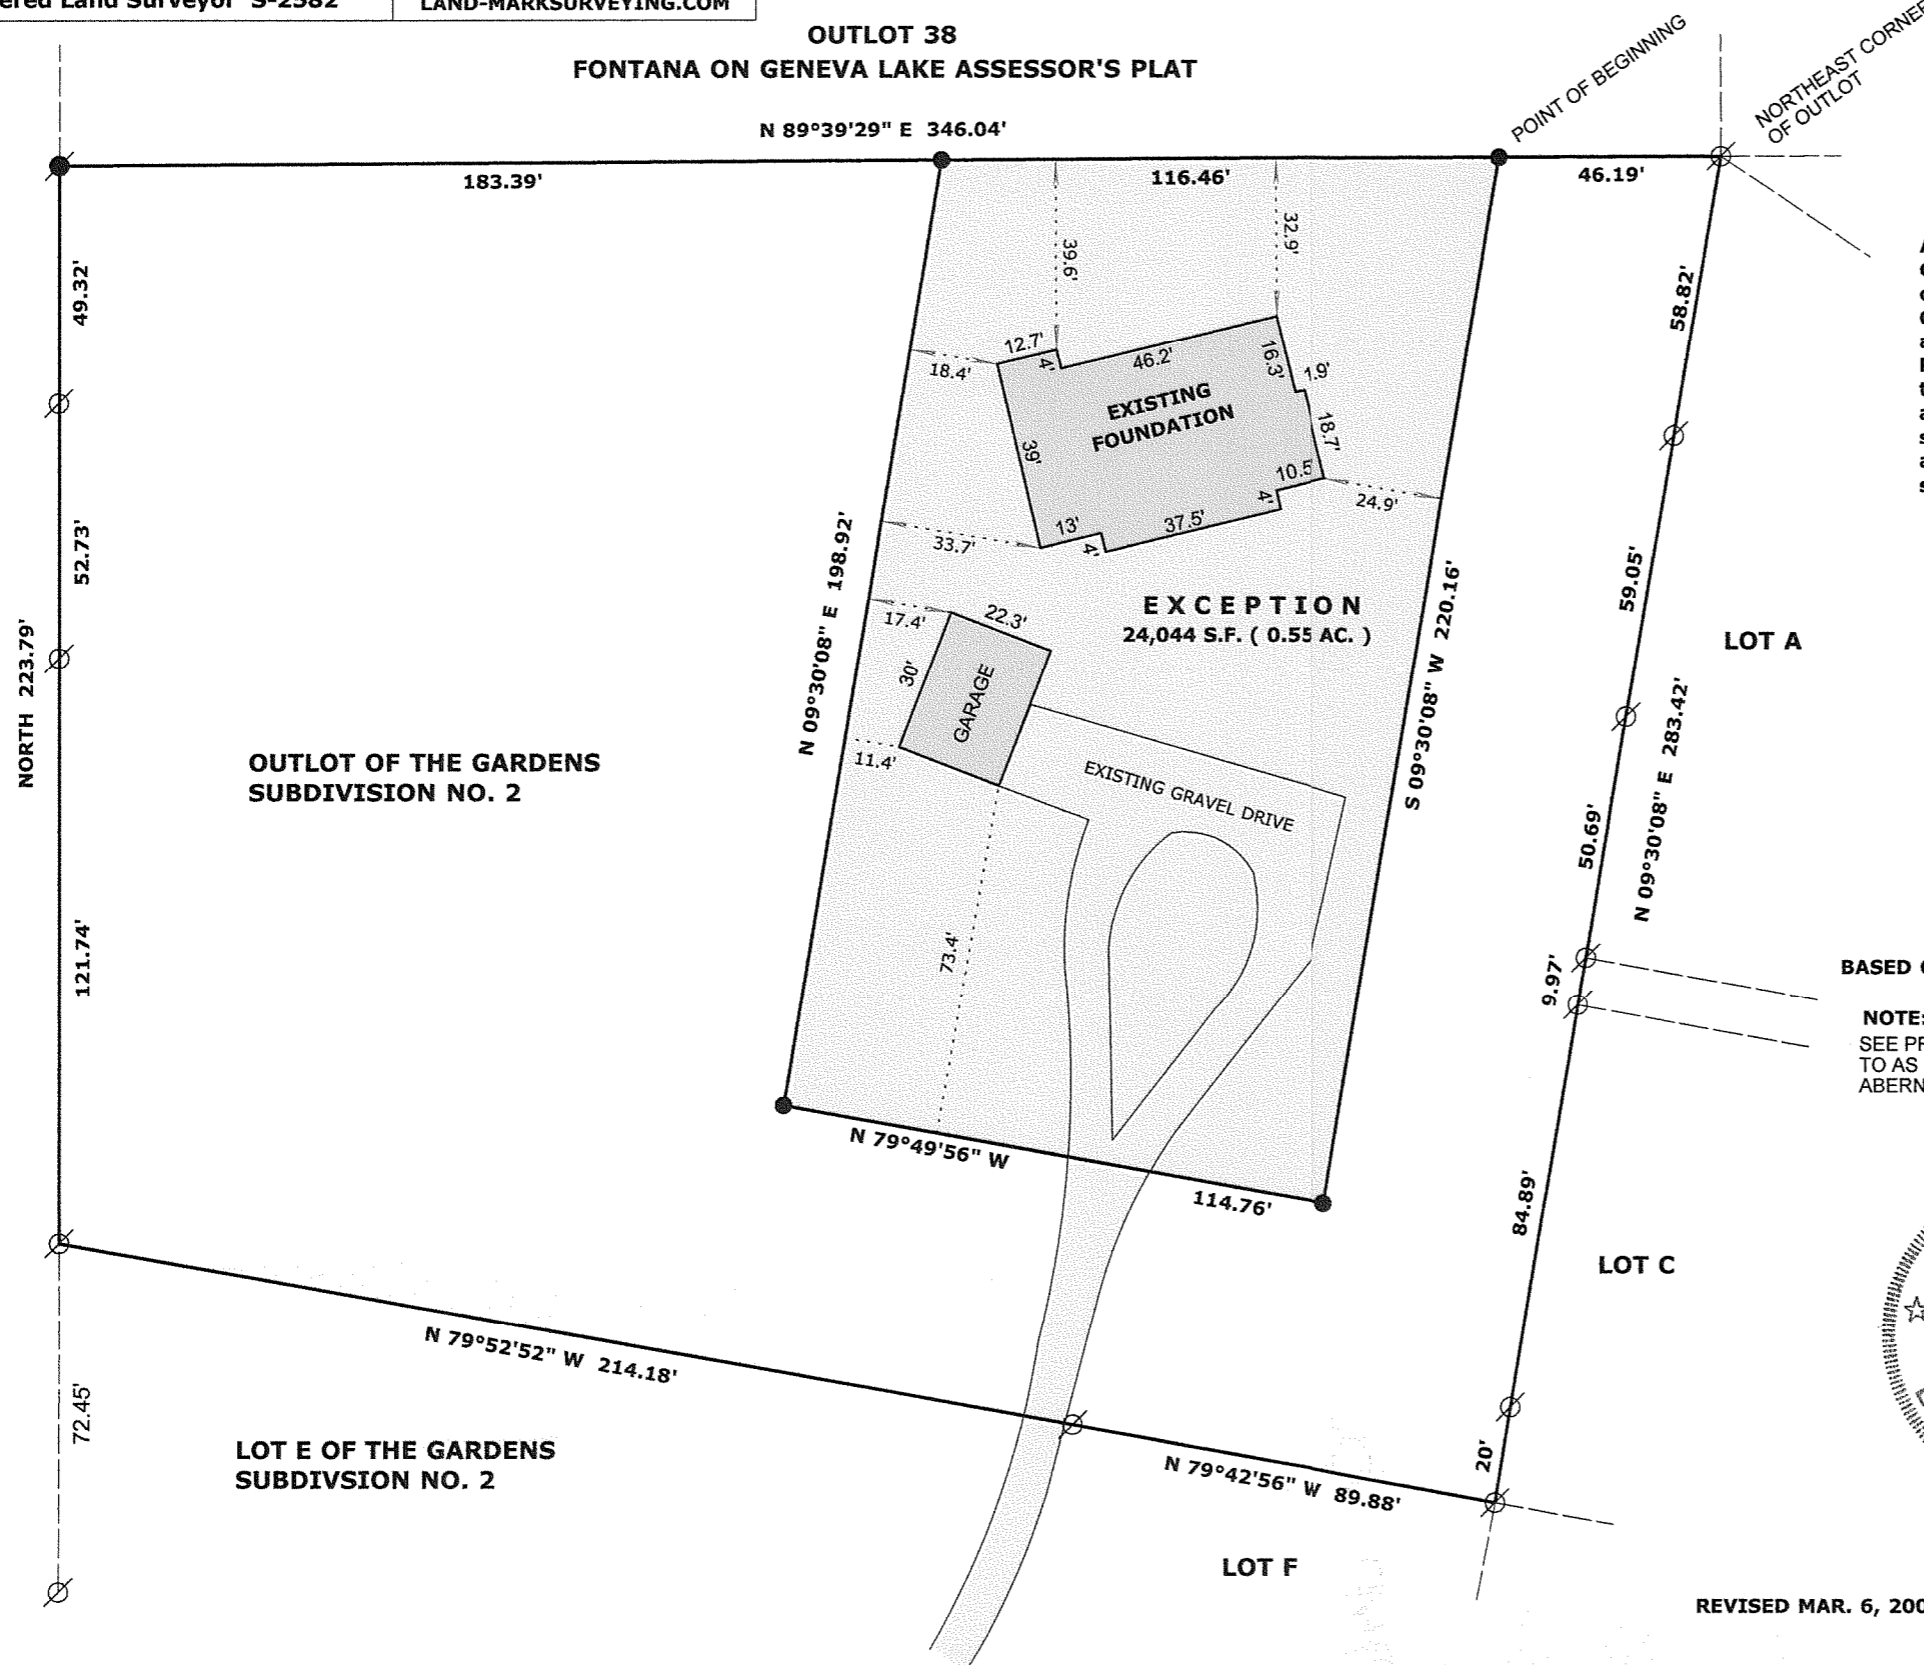 Land Surveyor S-2582
LAND-MARKSURVEYING.COM
OUTLOT 38
FONTANA ON GENEVA LAKE ASSESSOR'S PLAT
POINT OF BEGINNING
NORTHEAST CORNER
OF OUTLOT
N 89°39'29" E 346.04'
183.39'
116.46'
46.19'
49.32'
39.6'
32.9'
58.82'
12.7'
4'
46.2'
16.3'
1.9'
18.4'
EXISTING
FOUNDATION
39'
18.7'
10.5'
4'
24.9'
13'
4'
37.5'
33.7'
52.73'
N 09°30'08" E 198.92'
59.05'
EXCEPTION
24,044 S.F. ( 0.55 AC. )
S 09°30'08" W 220.16'
LOT A
17.4'
22.3'
30'
GARAGE
11.4'
NORTH 223.79'
OUTLOT OF THE GARDENS
SUBDIVISION NO. 2
EXISTING GRAVEL DRIVE
50.69'
N 09°30'08" E 283.42'
121.74'
73.4'
9.97'
BASED
NOTE:
SEE
TO AS
N 79°49'56" W
114.76'
84.89'
LOT C
N 79°52'52" W 214.18'
72.45'
LOT E OF THE GARDENS
SUBDIVSION NO. 2
N 79°42'56" W 89.88'
20'
LOT F
REVISED MAR. 6,